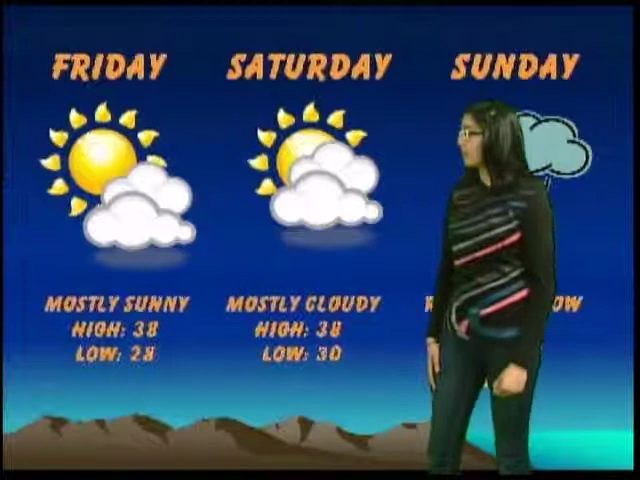 FRIDAY
SATURDAY
SUNDAY
MOSTLY SUNNY
HIGH: 38
LOW: 28
MOSTLY CLOUDY
HIGH: 38
LOW: 30